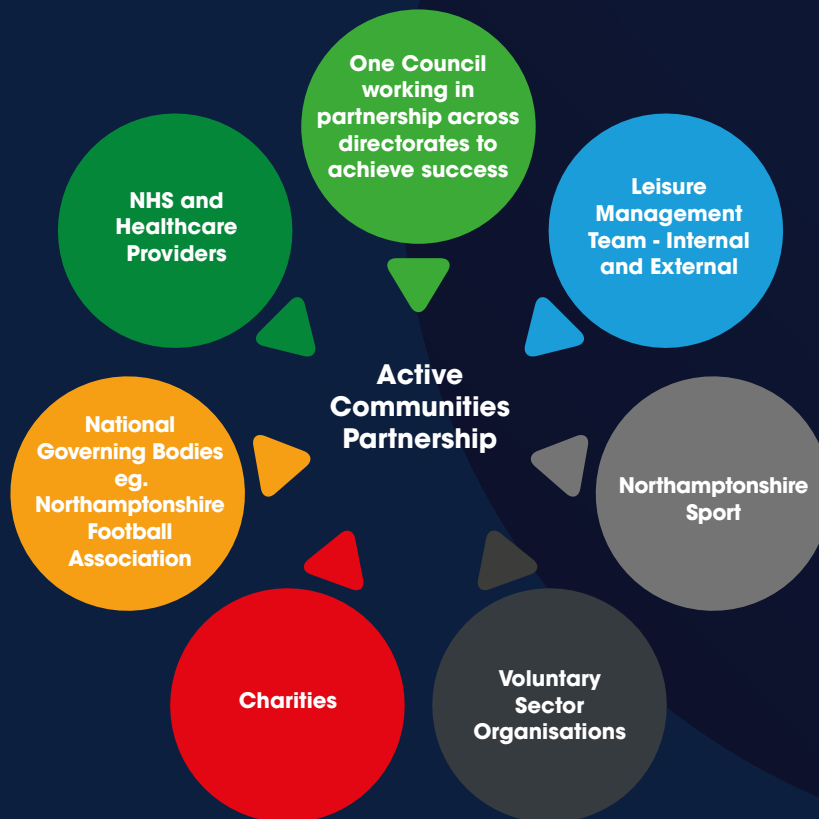 One Council
working in
partnership across
directorates to
achieve success
NHS and
Healthcare
Providers
Leisure
Management
Team - Internal
and External
Active
Communities
Partnership
National
Governing Bodies
eg.
Northamptonshire
Football
Association
Northamptonshire
Sport
Charities
Voluntary
Sector
Organisations